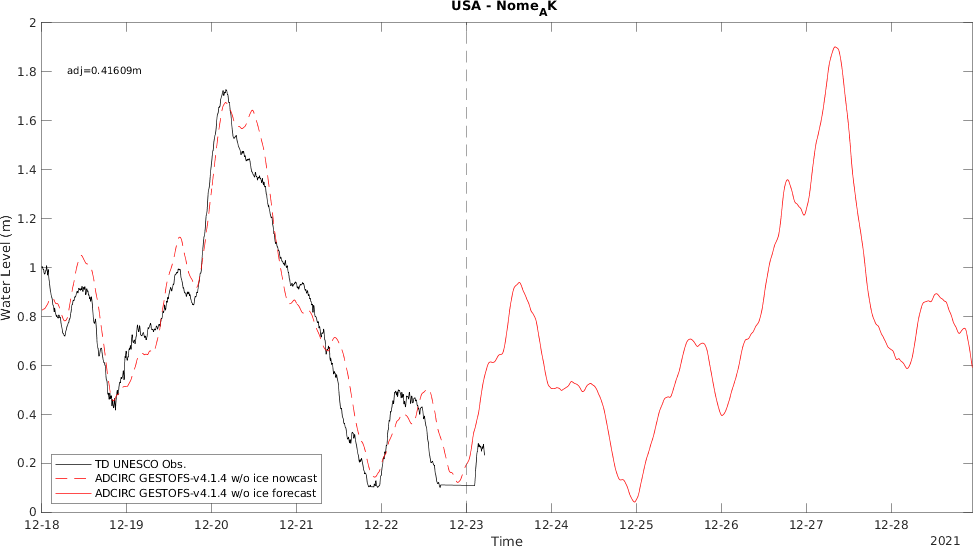 USA - Nome_AK
2
1.8
1.6
1.4
1.2
1
0.8
0.6
0.4
0.2
0
Water Level (m)
adj=0.41609m
TD UNESCO Obs.
ADCIRC GESTOFS-v4.1.4 w/o ice nowcast
ADCIRC GESTOFS-v4.1.4 w/o ice forecast
12-18 12-19 12-20 12-21 12-22 12-23 12-24 12-25 12-26 12-27 12-28
Time
2021